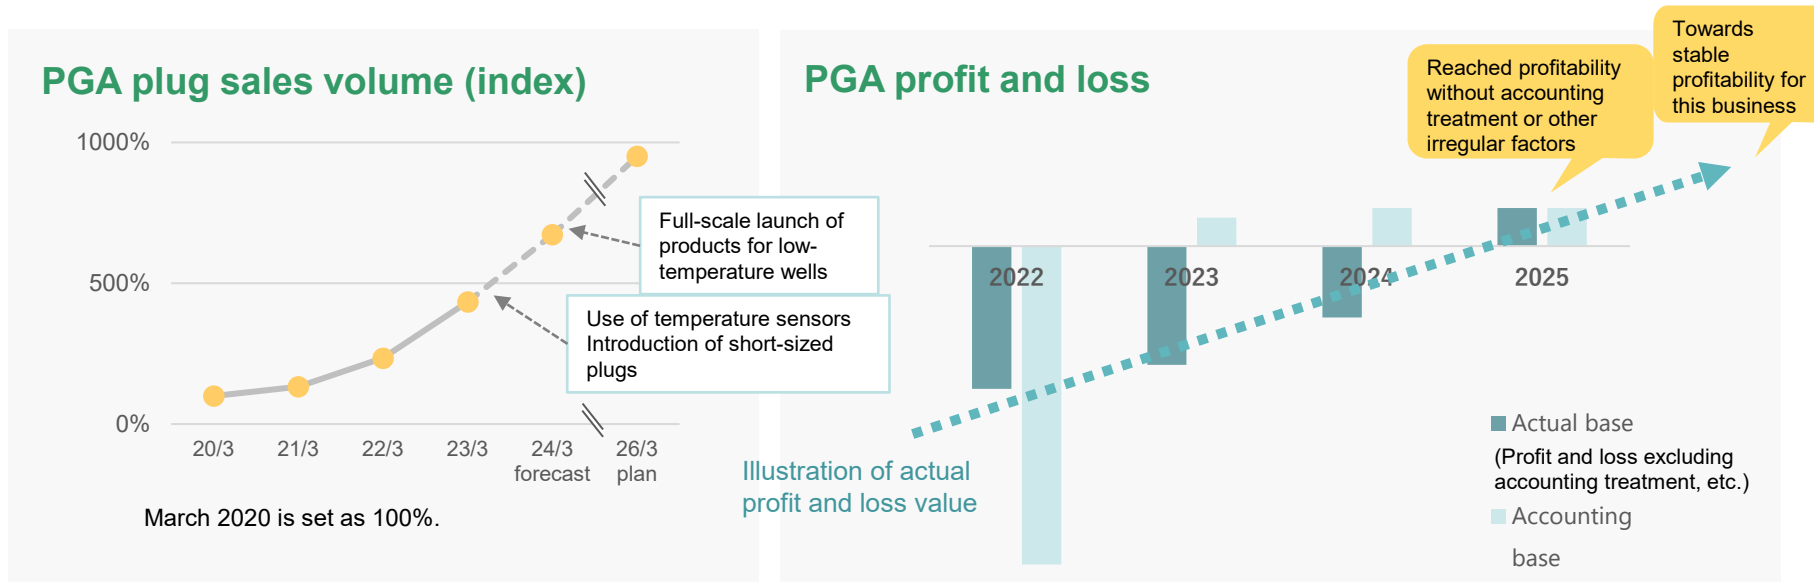 PGA plug sales volume (index)
1000%
500%
0%
20/3
21/3
22/3
23/3
24/3
forecast
26/3
plan
Full-scale launch of
products for low-
temperature wells
Use of temperature sensors
Introduction of short-sized
plugs
March 2020 is set as 100%.
PGA profit and loss
Reached profitability
without accounting
treatment or other
irregular factors
Towards
stable
profitability for
this business
2022
2023
2024
2025
Illustration of actual
profit and loss value
Actual base
(Profit and loss excluding
accounting treatment, etc.)
Accounting
base